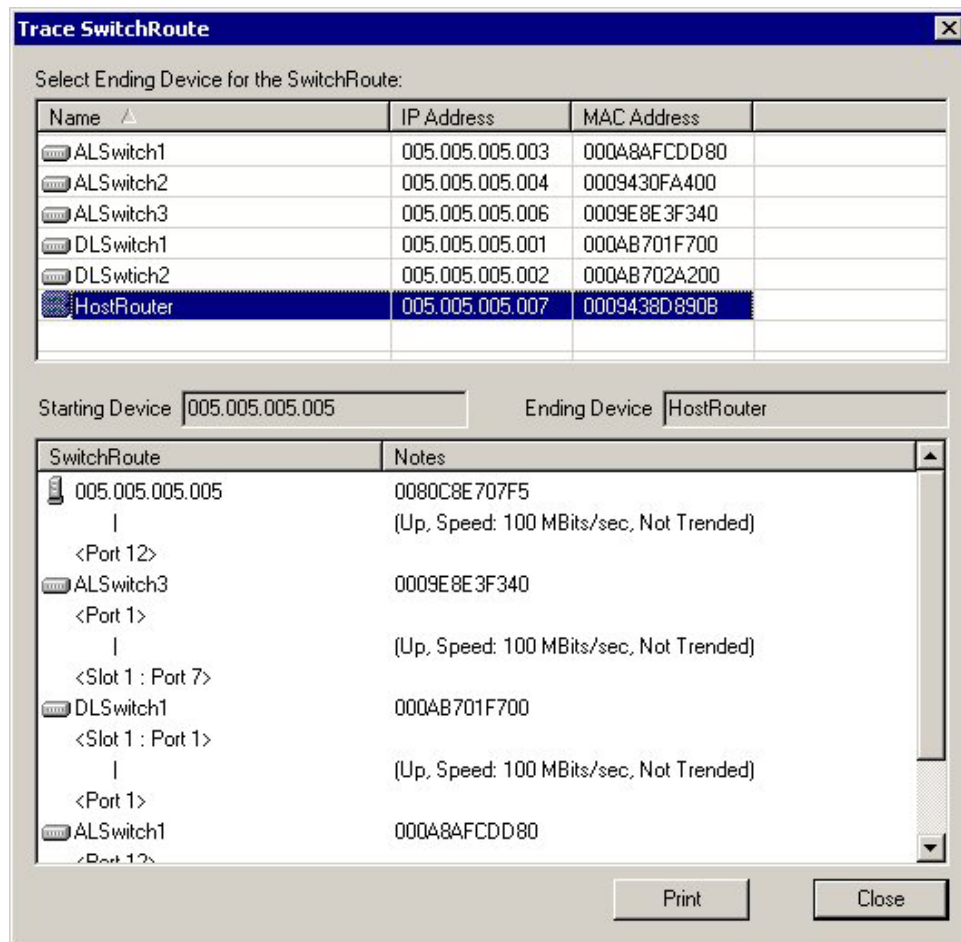 Trace SwitchRoute
Select Ending Device for the SwitchRoute:
Name IP Address MAC Address
ALSwitch1 005.005.005.003 000A8AFCDD80
ALSwitch2 005.005.005.004 0009430FA400
ALSwitch3 005.005.005.006 0009E8E3F340
DLSwitch1 005.005.005.001 000AB701F700
DLSwtich2 005.005.005.002 000AB702A200
HostRouter 005.005.005.007 0009438D890B
Starting Device 005.005.005.005 Ending Device HostRouter
SwitchRoute Notes
005.005.005.005 0080C8E707F5
| (Up, Speed: 100 MBits/sec, Not Trended)
<Port 12>
ALSwitch3 0009E8E3F340
<Port 1>
| (Up, Speed: 100 MBits/sec, Not Trended)
<Slot 1 : Port 7>
DLSwitch1 000AB701F700
<Slot 1 : Port 1>
| (Up, Speed: 100 MBits/sec, Not Trended)
<Port 1>
ALSwitch1 000A8AFCDD80
<Port 12>
Print Close